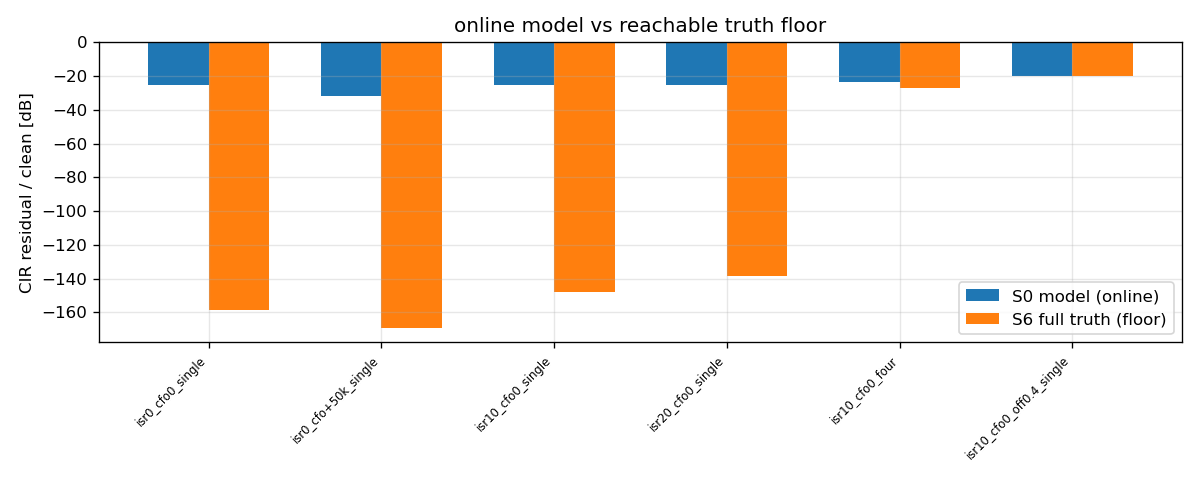 online model vs reachable truth floor
CIR residual / clean [dB]
0
−20
−40
−60
−80
−100
−120
−140
−160
S0 model (online)
S6 full truth (floor)
isr0_cfo0_single
isr0_cfo+50k_single
isr10_cfo0_single
isr20_cfo0_single
isr10_cfo0_four
isr10_cfo0_off0.4_single